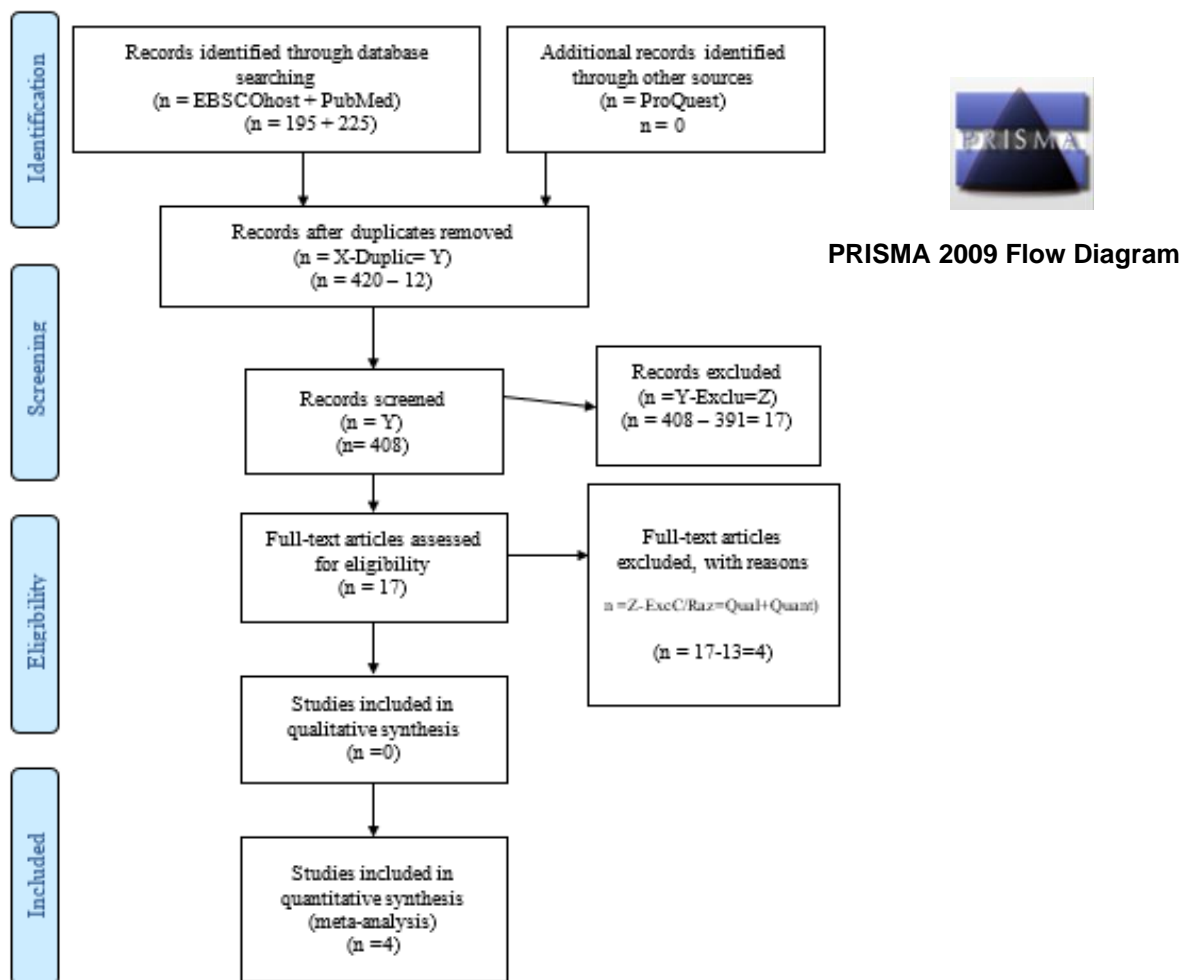 Identification
Records identified through database
searching
(n = EBSCOhost + PubMed)
(n = 195 + 225)
Additional records identified
through other sources
(n = ProQuest)
n = 0
PRISMA
PRISMA 2009 Flow Diagram
Records after duplicates removed
(n = X-Duplic= Y)
(n = 420 – 12)
Screening
Records screened
(n = Y)
(n= 408)
Records excluded
(n =Y-Exclu=Z)
(n = 408 – 391= 17)
Eligibility
Full-text articles assessed
for eligibility
(n = 17)
Full-text articles
excluded, with reasons
n =Z-ExcC/Raz=Qual+Quant)
(n = 17-13=4)
Studies included in
qualitative synthesis
(n =0)
Included
Studies included in
quantitative synthesis
(meta-analysis)
(n =4)